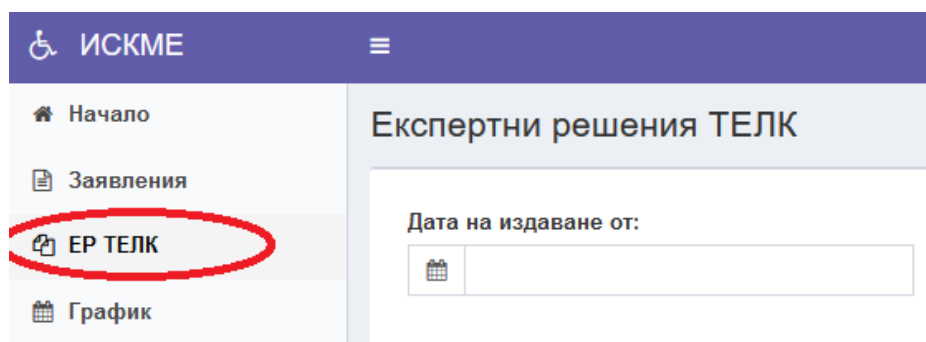 ИСКМЕ
Начало
Заявления
ЕР ТЕЛК
График
Експертни решения ТЕЛК
Дата на издаване от: